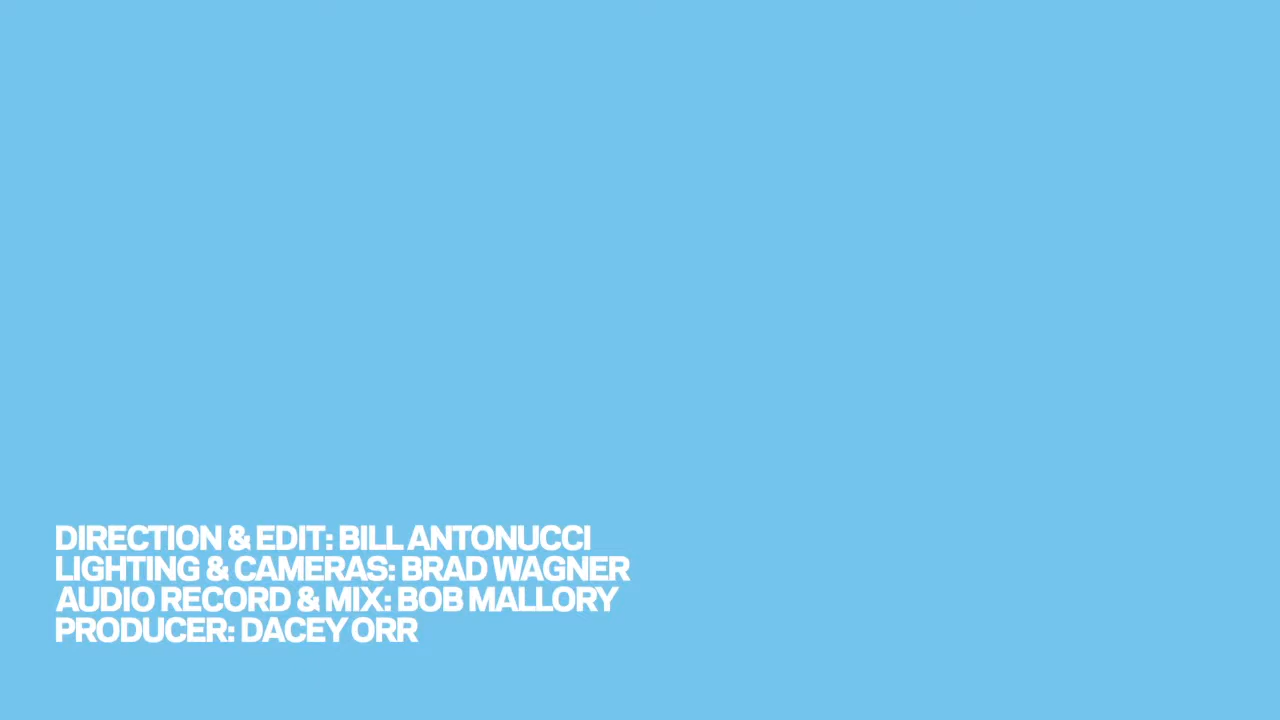 DIRECTION & EDIT: BILL ANTONUCCI
LIGHTING & CAMERAS: BRAD WAGNER
AUDIO RECORD & MIX: BOB MALLORY
PRODUCER: DACEY ORR